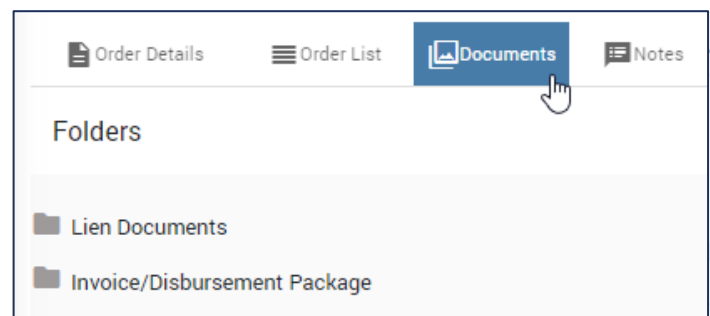 Order Details Order List Documents Notes
Folders
Lien Documents
Invoice/Disbursement Package